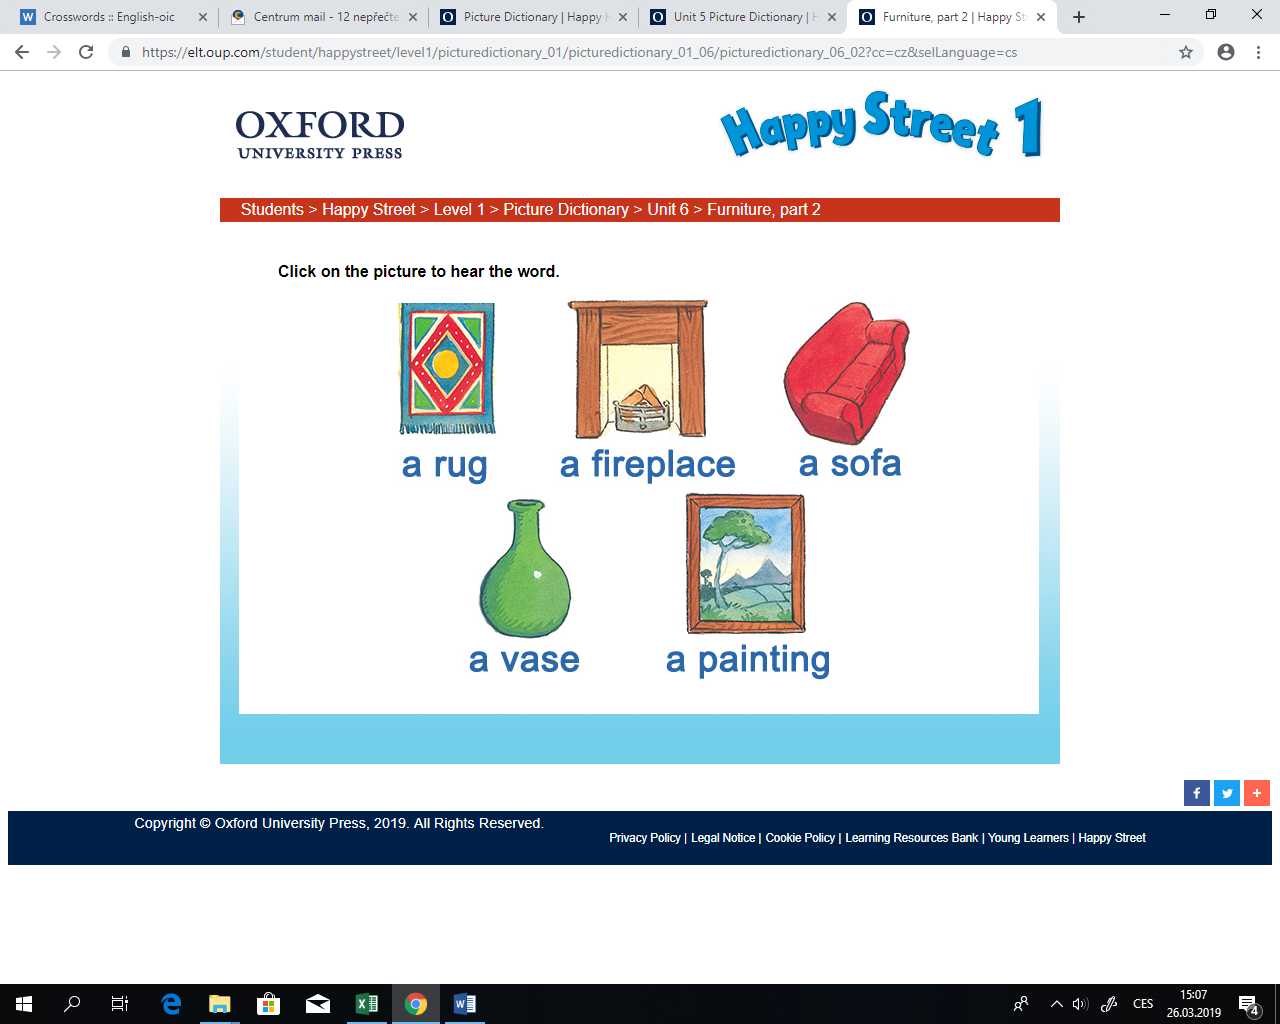 Crosswords :: English-oic
Centrum mail - 12 nepřečte
Picture Dictionary | Happy H
Unit 5 Picture Dictionary | H
Furniture, part 2 | Happy St
https://elt.oup.com/student/happystreet/level1/picturedictionary_01/picturedictionary_01_06/picturedictionary_06_02?cc=cz&selLanguage=cs
OXFORD
UNIVERSITY PRESS
Happy Street 1
Students > Happy Street > Level 1 > Picture Dictionary > Unit 6 > Furniture, part 2
Click on the picture to hear the word.
a rug
a fireplace
a sofa
a vase
a painting
Copyright © Oxford University Press, 2019. All Rights Reserved.
Privacy Policy | Legal Notice | Cookie Policy | Learning Resources Bank | Young Learners | Happy Street
CES
15:07
26.03.2019
4